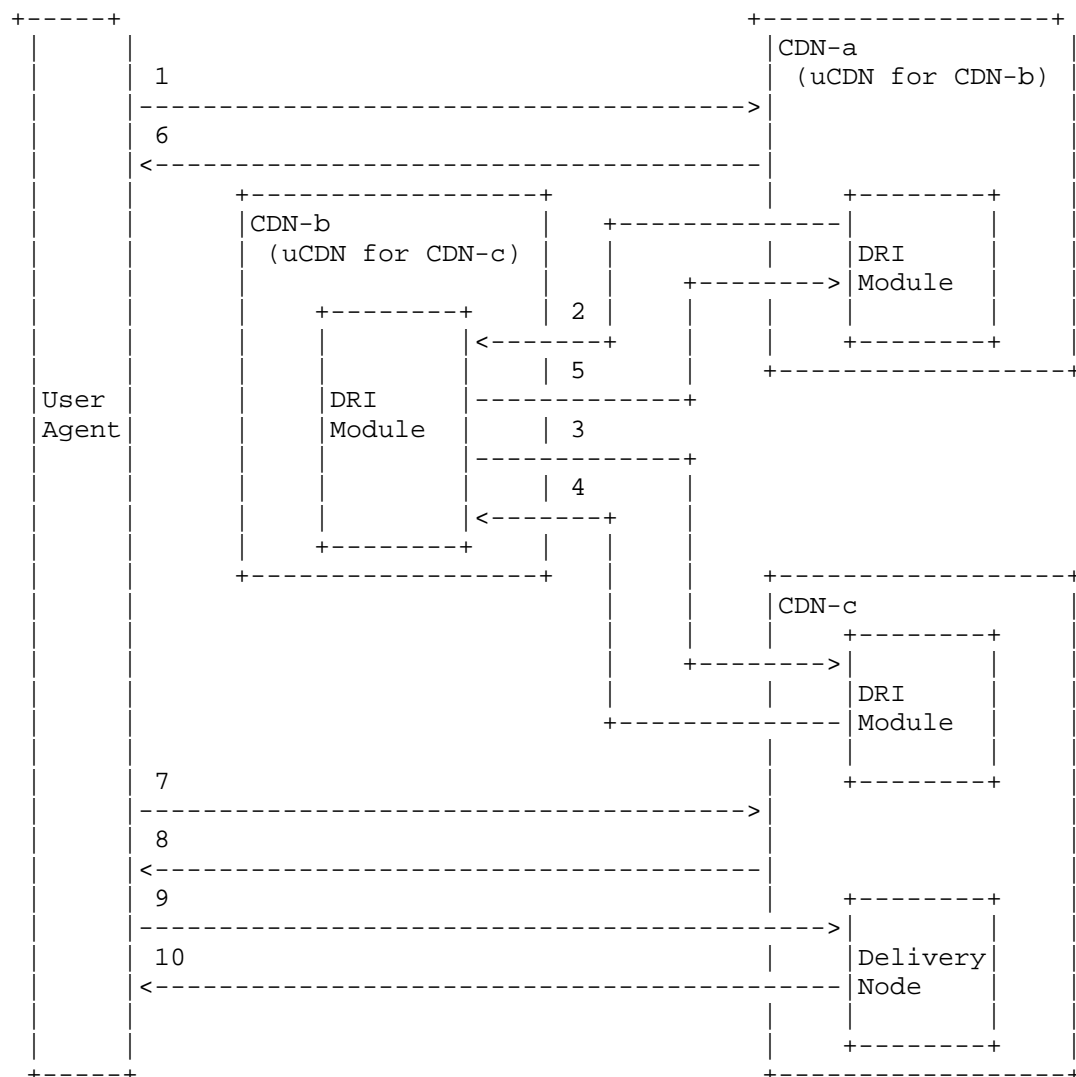 CDN-a
1
(uCDN for CDN-b)
6
CDN-b
(uCDN for CDN-c)
DRI
Module
2
5
User
Agent
DRI
Module
3
4
CDN-c
DRI
Module
7
8
9
10
Delivery
Node